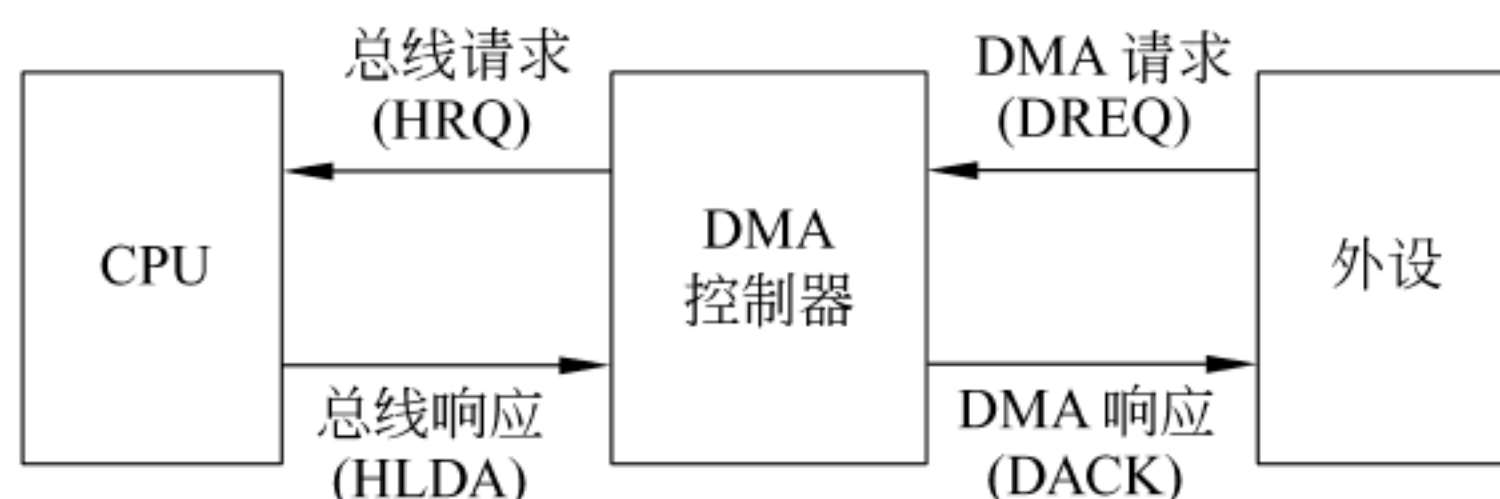 总线请求
(HRQ)
DMA 请求
(DREQ)
CPU
DMA
控制器
外设
总线响应
(HLDA)
DMA 响应
(DACK)